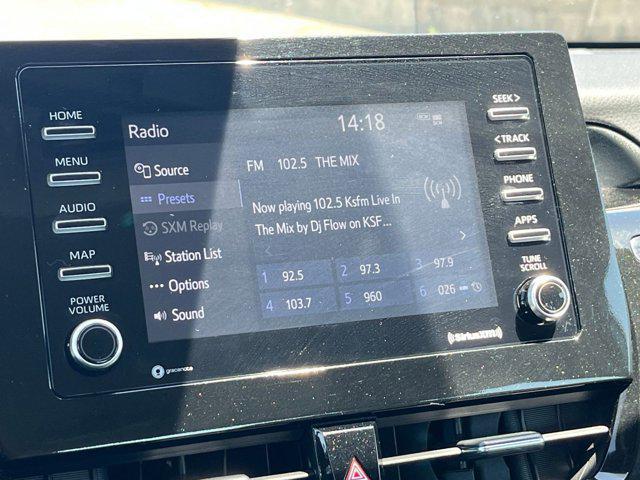 HOME
MENU
AUDIO
MAP
POWER
VOLUME
Radio
14:18
Source
Presets
SXM Replay
Station List
Options
Sound
FM 102.5 THE MIX
Now playing 102.5 Ksfm Live In
The Mix by Dj Flow on KSF ...
1 92.5
2 97.3
3 97.9
4 103.7
5 960
6 026
SEEK >
< TRACK
PHONE
APPS
TUNE
SCROLL
gracenote
((SiriusXM))